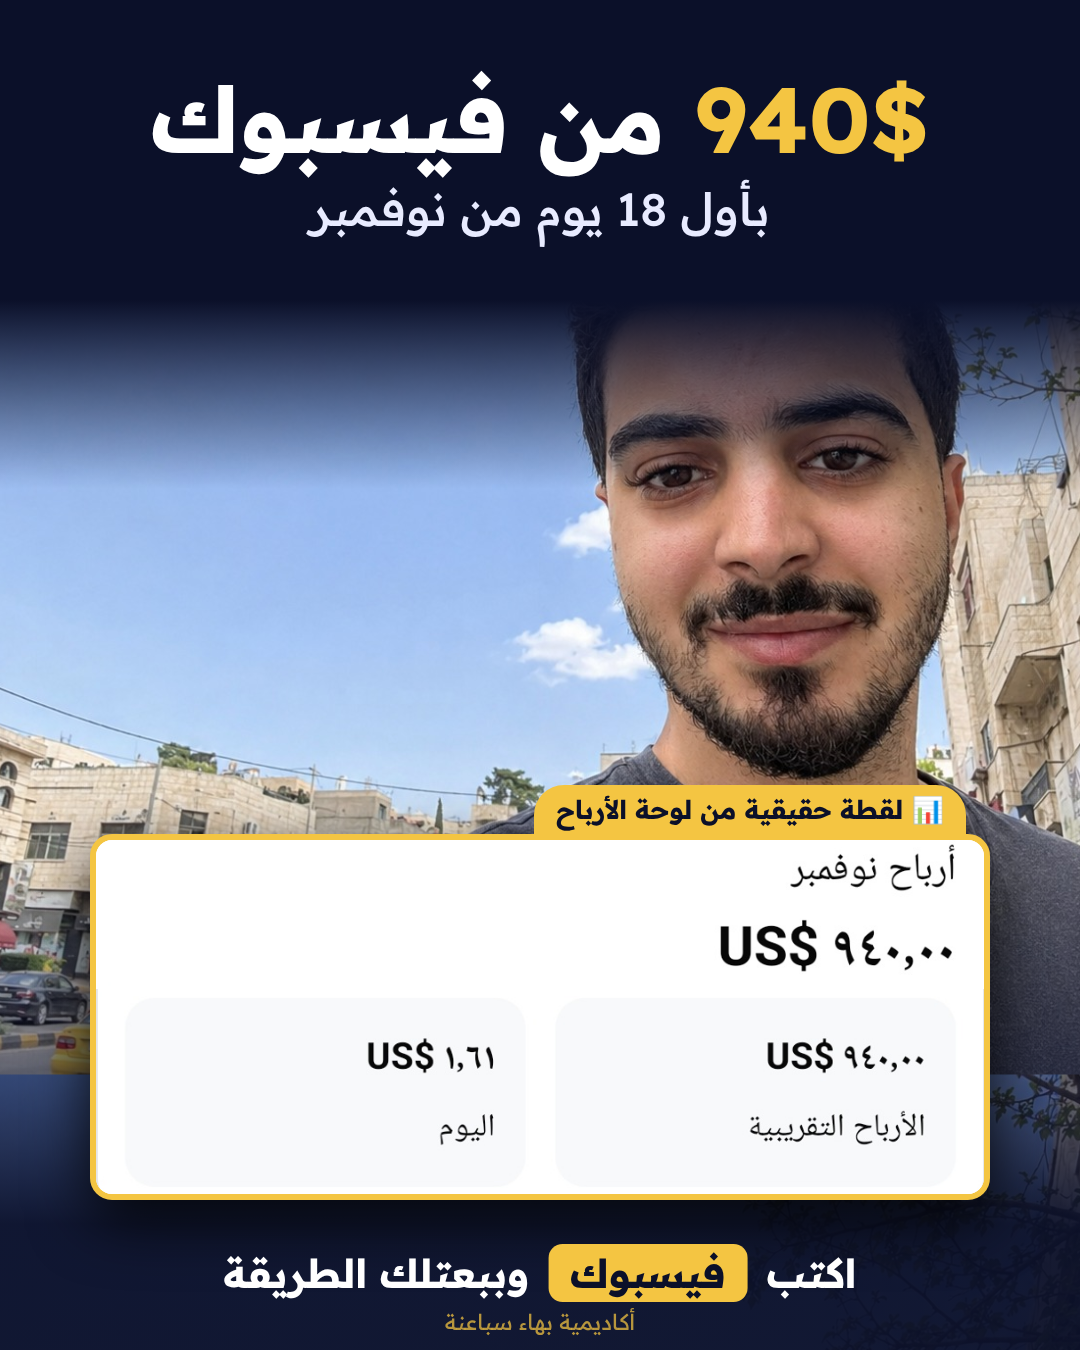 940$ من فيسبوك
بأول 18 يوم من نوفمبر
📊 لقطة حقيقية من لوحة الأرباح
أرباح نوفمبر
US$ ٩٤٠,٠٠
US$ ٩٤٠,٠٠
الأرباح التقريبية
US$ ١,٦١
اليوم
اكتب فيسبوك وببعتلك الطريقة
أكاديمية بهاء سباعنة